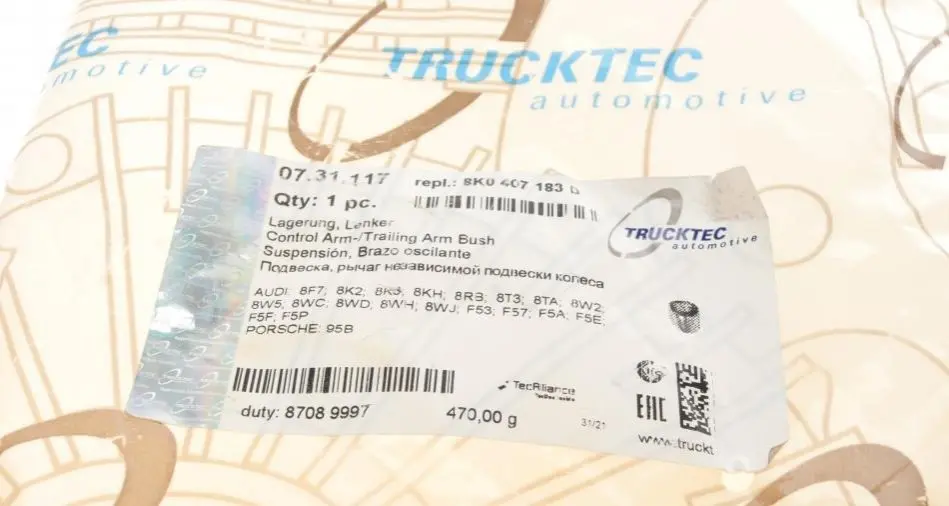 TRUCKTEC
automotive
EC
motive
07.31.117
repl.: 8K0 407 183
Qty: 1 pc.
Lagerung, Lenker
Control Arm-/Trailing Arm Bush
Suspensión, Brazo oscilante
Подвеска, рычаг независимой подвески колеса
AUDI: 8F7; 8K2; 8K5; 8KH; 8RB; 8T3; 8TA; 8W2;
8W5; 8WC; 8WD; 8WH; 8WJ; F53; F57; F5A; F5E;
F5F; F5P
PORSCHE: 95B
TRUCKTEC
automotive
TecAlliance
duty: 8708 9997
470,00 g
31/21
EAC
www.truckt